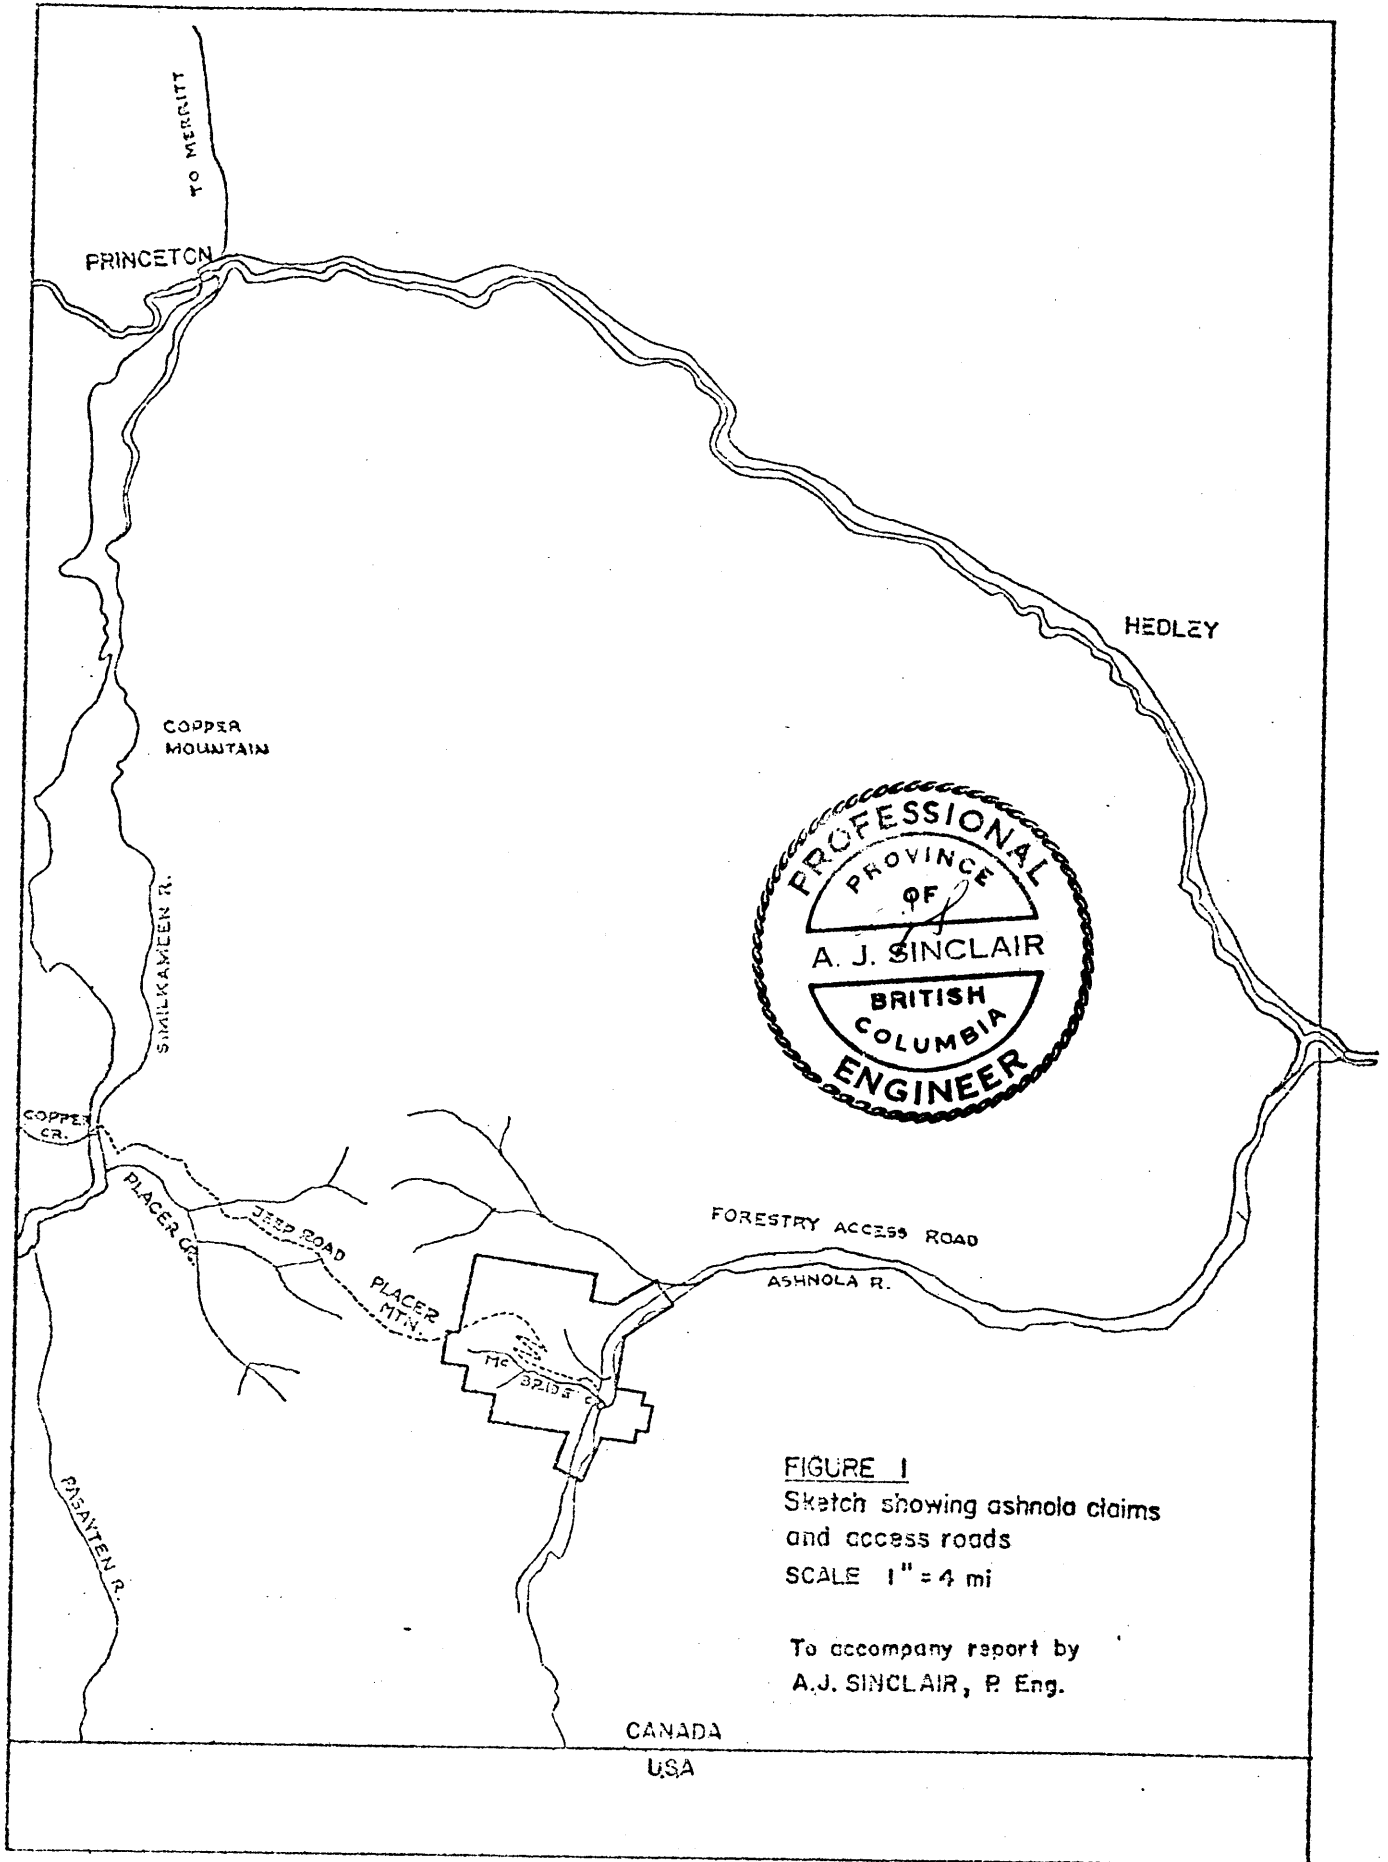 TO MERRITT
PRINCETON
HEDLEY
COPPER
MOUNTAIN
PROFESSIONAL
PROVINCE
OF
A. J. SINCLAIR
BRITISH
COLUMBIA
ENGINEER
SIMILKAMEEN R.
COPPER
CR.
PLACER CR.
JEEP ROAD
PLACER
MTN.
FORESTRY ACCESS ROAD
ASHNOLA R.
Mc
BRIDE CR.
PASAYTEN R.
FIGURE 1
Sketch showing ashnola claims
and access roads
SCALE 1" = 4 mi
To accompany report by
A.J. SINCLAIR, P. Eng.
CANADA
U.S.A